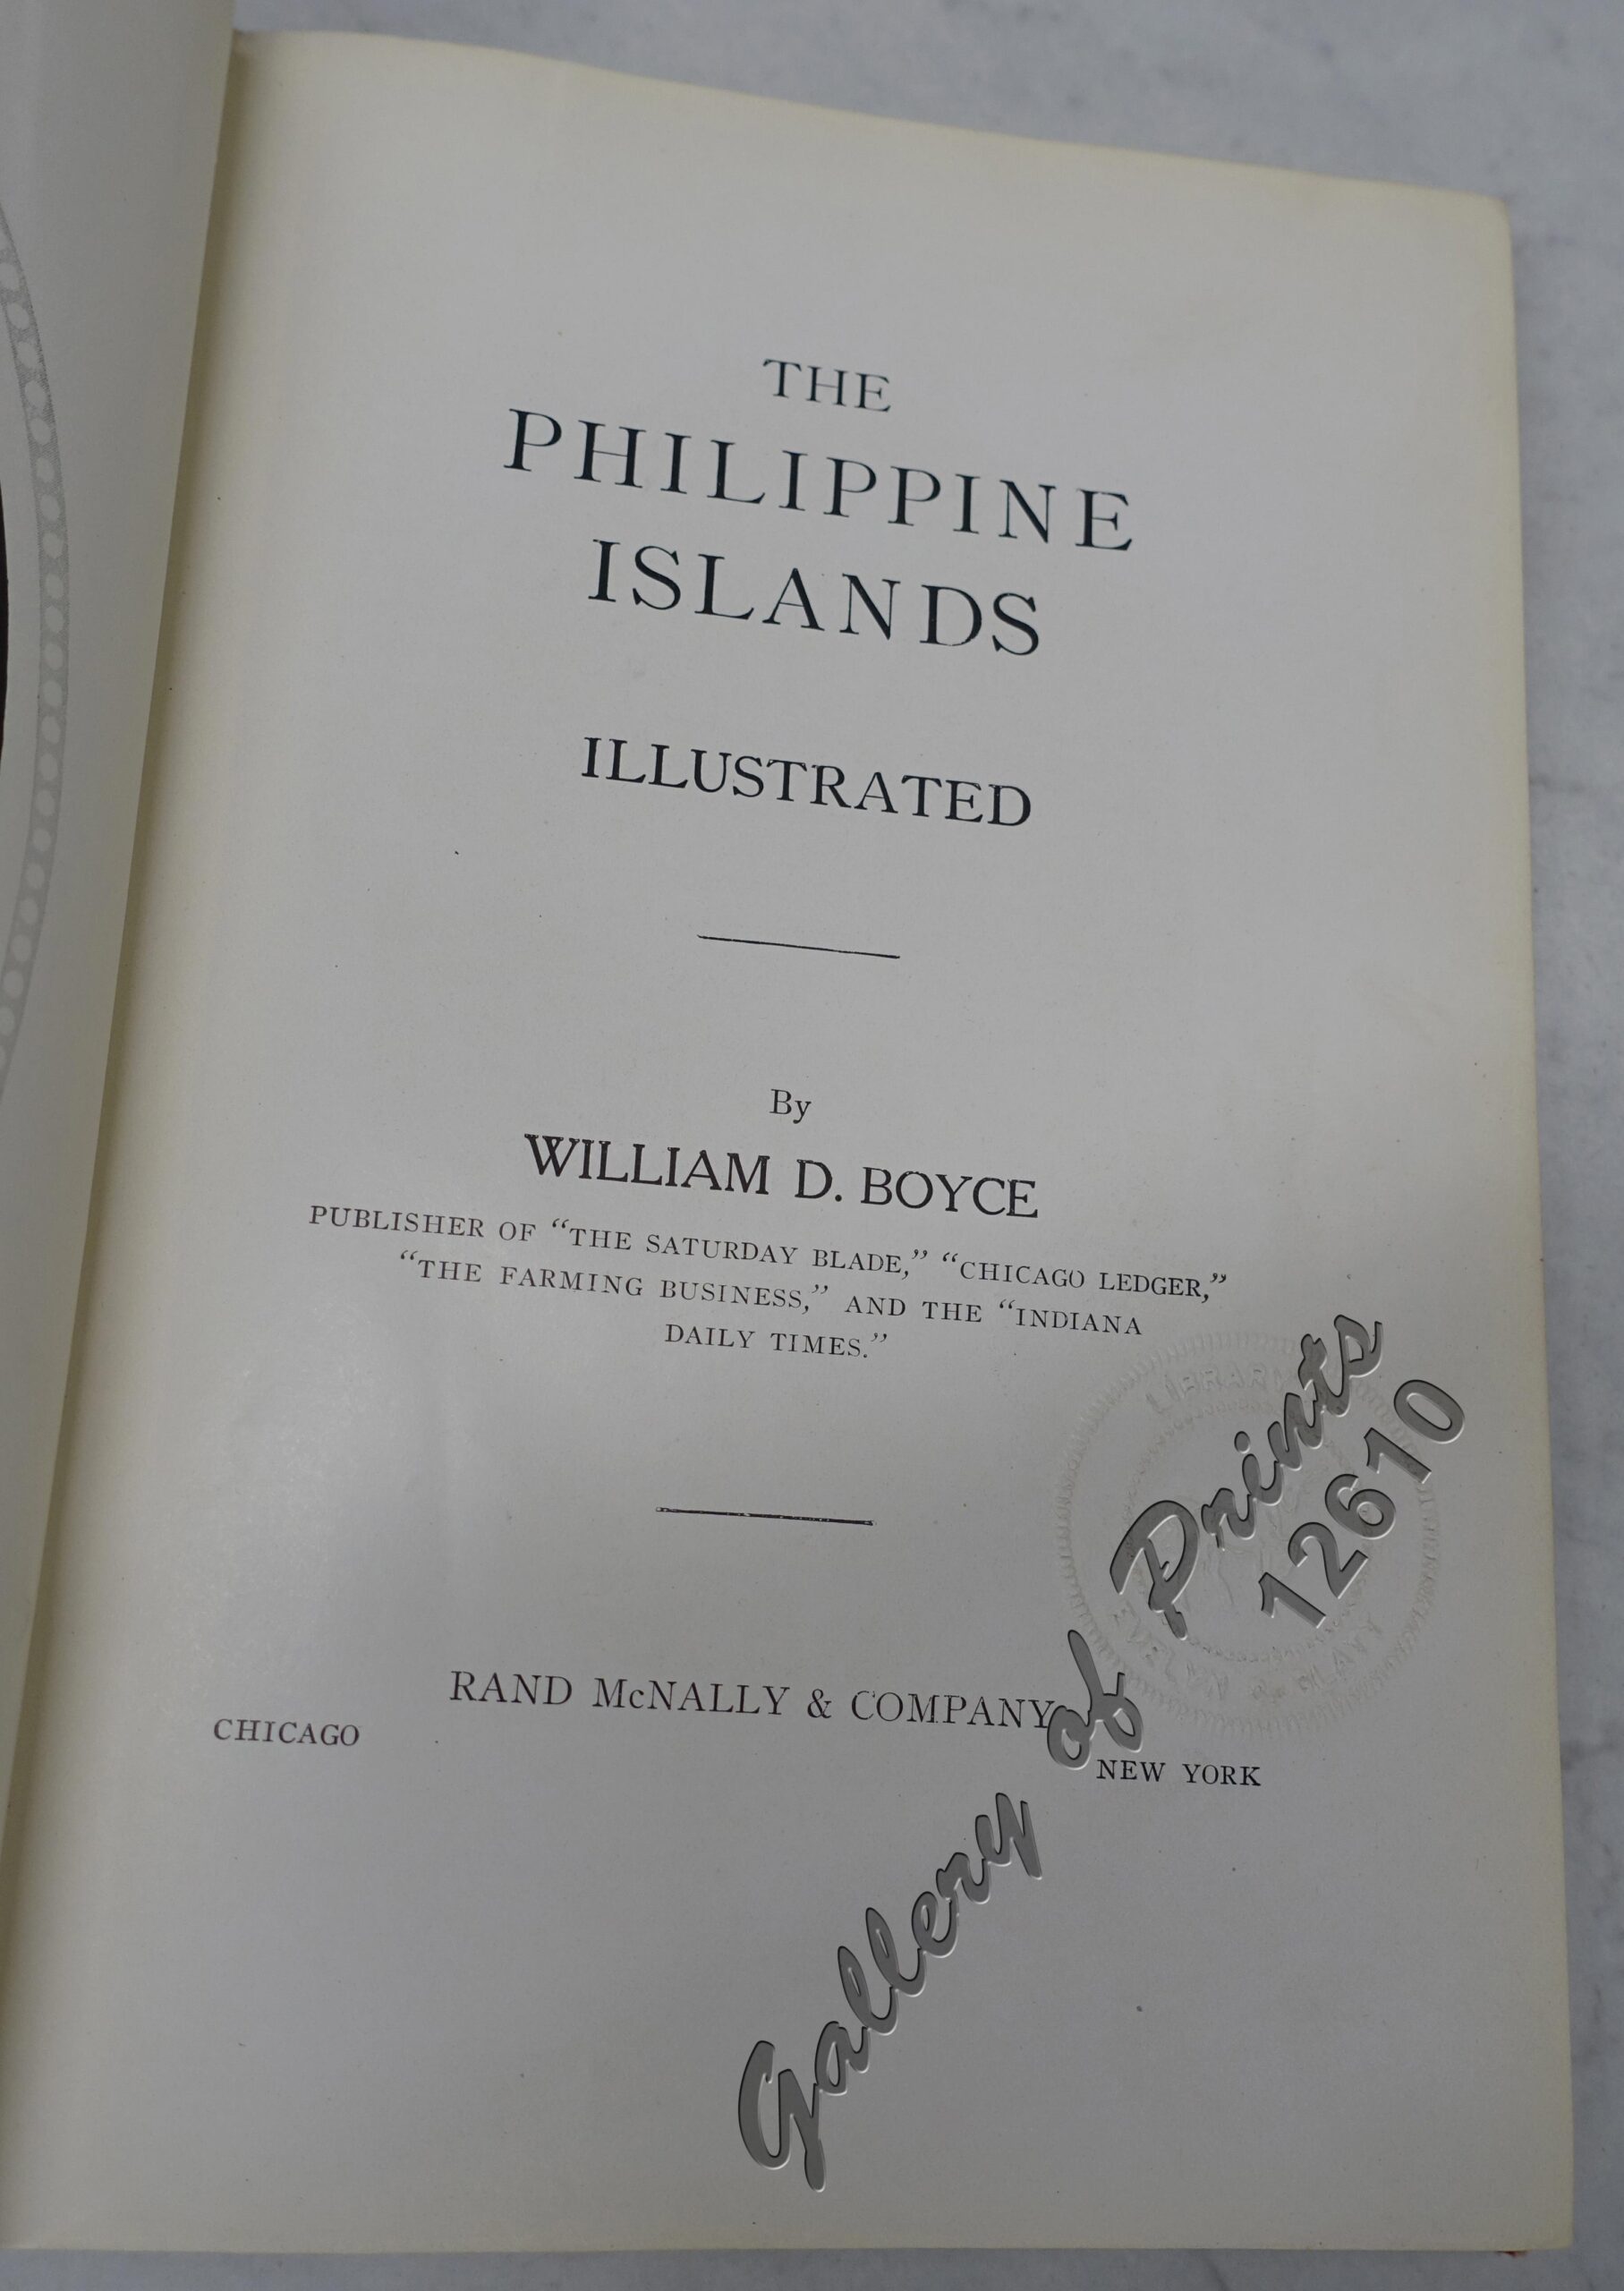 THE
PHILIPPINE
ISLANDS
ILLUSTRATED
By
WILLIAM D. BOYCE
PUBLISHER OF “THE SATURDAY BLADE,” “CHICAGO LEDGER,”
“THE FARMING BUSINESS,” AND THE “INDIANA
DAILY TIMES.”
RAND McNALLY & COMPANY
CHICAGO NEW YORK
Gallery of Prints
12610